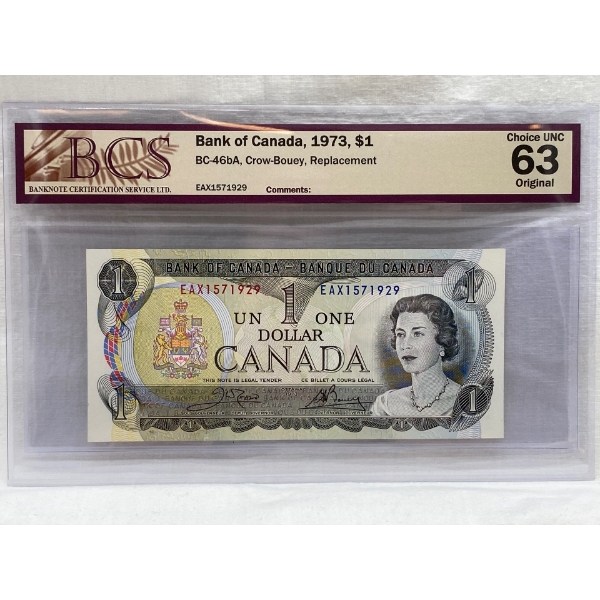 BCS
BANKNOTE CERTIFICATION SERVICE LTD.
Bank of Canada, 1973, $1
BC-46bA, Crow-Bouey, Replacement
EAX1571929 Comments:
Choice UNC
63
Original
1 BANK OF CANADA – BANQUE DU CANADA 1
EAX1571929 EAX1571929
UN 1 ONE
DOLLAR
CANADA
THIS NOTE IS LEGAL TENDER CE BILLET A COURS LEGAL
1 1